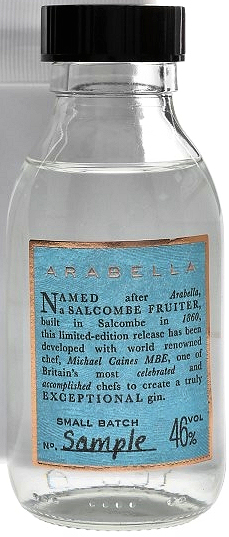 ARABELLA
NAMED after Arabella,
a SALCOMBE FRUITER,
built in Salcombe in 1860,
this limited-edition release has been
developed with world renowned
chef, Michael Caines MBE, one of
Britain's most celebrated and
accomplished chefs to create a truly
EXCEPTIONAL gin.
SMALL BATCH
No. Sample
46% VOL